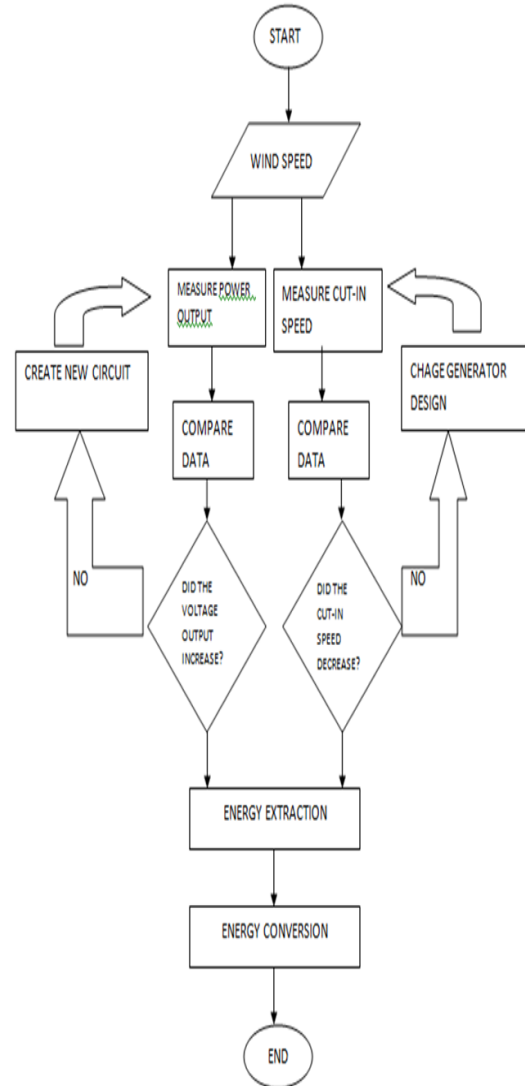 START
WIND SPEED
MEASURE POWER
OUTPUT
MEASURE CUT-IN
SPEED
CREATE NEW CIRCUIT
CHAGE GENERATOR
DESIGN
COMPARE
DATA
COMPARE
DATA
NO
DID THE
VOLTAGE
OUTPUT
INCREASE?
DID THE
CUT-IN
SPEED
DECREASE?
NO
ENERGY EXTRACTION
ENERGY CONVERSION
END